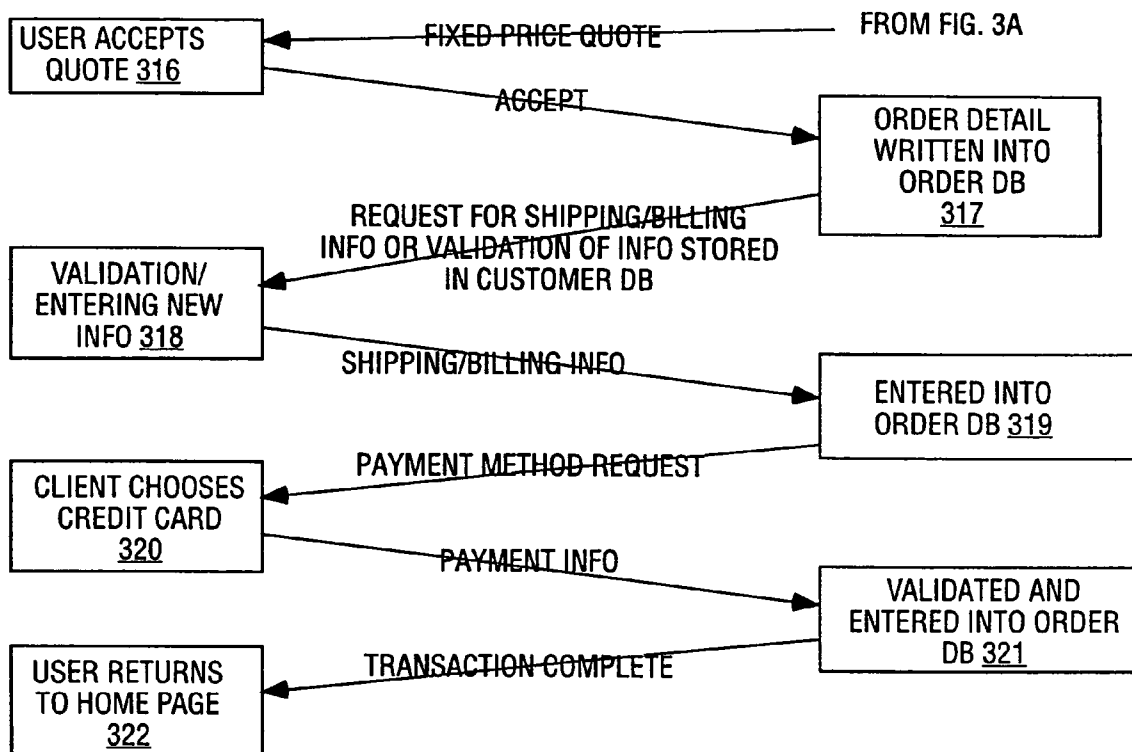 FROM FIG. 3A
FIXED PRICE QUOTE
USER ACCEPTS
QUOTE 316
ACCEPT
ORDER DETAIL
WRITTEN INTO
ORDER DB
317
REQUEST FOR SHIPPING/BILLING
INFO OR VALIDATION OF INFO STORED
IN CUSTOMER DB
VALIDATION/
ENTERING NEW
INFO 318
SHIPPING/BILLING INFO
ENTERED INTO
ORDER DB 319
PAYMENT METHOD REQUEST
CLIENT CHOOSES
CREDIT CARD
320
PAYMENT INFO
VALIDATED AND
ENTERED INTO ORDER
DB 321
TRANSACTION COMPLETE
USER RETURNS
TO HOME PAGE
322